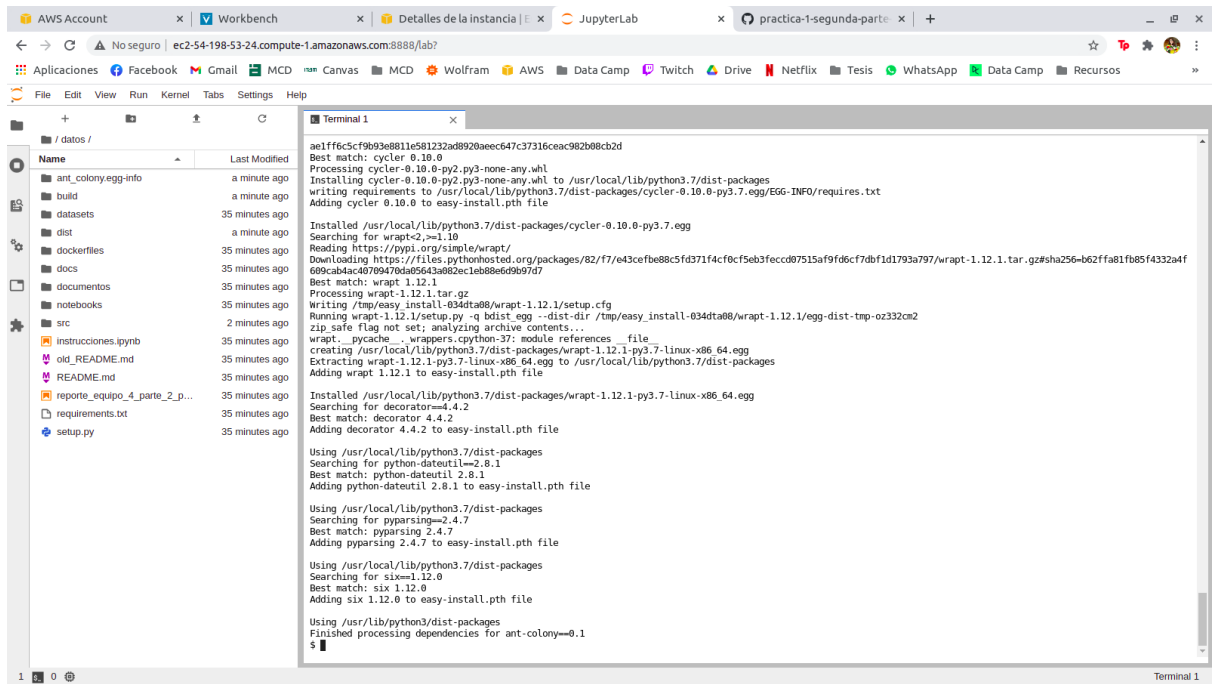 AWS Account
Workbench
Detalles de la instancia | E
JupyterLab
practica-1-segunda-parte-
No seguro
ec2-54-198-53-24.compute-1.amazonaws.com:8888/lab?
Aplicaciones Facebook Gmail MCD Canvas MCD Wolfram AWS Data Camp Twitch Drive Netflix Tesis WhatsApp Data Camp Recursos »
File Edit View Run Kernel Tabs Settings Help
/ datos /
Name Last Modified
ant_colony.egg-info a minute ago
build a minute ago
datasets 35 minutes ago
dist a minute ago
dockerfiles 35 minutes ago
docs 35 minutes ago
documentos 35 minutes ago
notebooks 35 minutes ago
src 2 minutes ago
instrucciones.ipynb 35 minutes ago
old_README.md 35 minutes ago
README.md 35 minutes ago
reporte_equipo_4_parte_2_p... 35 minutes ago
requirements.txt 35 minutes ago
setup.py 35 minutes ago
Terminal 1
ae1ff6c5cf9b93e8811e581232ad8920aeec647c37316ceac982b08cb2d
Best match: cycler 0.10.0
Processing cycler-0.10.0-py2.py3-none-any.whl
Installing cycler-0.10.0-py2.py3-none-any.whl to /usr/local/lib/python3.7/dist-packages
writing requirements to /usr/local/lib/python3.7/dist-packages/cycler-0.10.0-py3.7.egg/EGG-INFO/requires.txt
Adding cycler 0.10.0 to easy-install.pth file
Installed /usr/local/lib/python3.7/dist-packages/cycler-0.10.0-py3.7.egg
Searching for wrapt<2,>=1.10
Reading https://pypi.org/simple/wrapt/
Downloading https://files.pythonhosted.org/packages/82/f7/e43cefbe88c5fd371f4cf0cf5eb3feccd07515af9fd6cf7dbf1d1793a797/wrapt-1.12.1.tar.gz#sha256=b62ffa81fb85f4332a4f
609cab4ac40709470da05643a082ec1eb88e6d9b97d7
Best match: wrapt 1.12.1
Processing wrapt-1.12.1.tar.gz
Writing /tmp/easy_install-034dta08/wrapt-1.12.1/setup.cfg
Running wrapt-1.12.1/setup.py -q bdist_egg --dist-dir /tmp/easy_install-034dta08/wrapt-1.12.1/egg-dist-tmp-oz332cm2
zip_safe flag not set; analyzing archive contents...
wrapt.__pycache__._wrappers.cpython-37: module references __file__
creating /usr/local/lib/python3.7/dist-packages/wrapt-1.12.1-py3.7-linux-x86_64.egg
Extracting wrapt-1.12.1-py3.7-linux-x86_64.egg to /usr/local/lib/python3.7/dist-packages
Adding wrapt 1.12.1 to easy-install.pth file
Installed /usr/local/lib/python3.7/dist-packages/wrapt-1.12.1-py3.7-linux-x86_64.egg
Searching for decorator==4.4.2
Best match: decorator 4.4.2
Adding decorator 4.4.2 to easy-install.pth file
Using /usr/local/lib/python3.7/dist-packages
Searching for python-dateutil==2.8.1
Best match: python-dateutil 2.8.1
Adding python-dateutil 2.8.1 to easy-install.pth file
Using /usr/local/lib/python3.7/dist-packages
Searching for pyparsing==2.4.7
Best match: pyparsing 2.4.7
Adding pyparsing 2.4.7 to easy-install.pth file
Using /usr/local/lib/python3.7/dist-packages
Searching for six==1.12.0
Best match: six 1.12.0
Adding six 1.12.0 to easy-install.pth file
Using /usr/lib/python3/dist-packages
Finished processing dependencies for ant-colony==0.1
$
1 0 Terminal 1